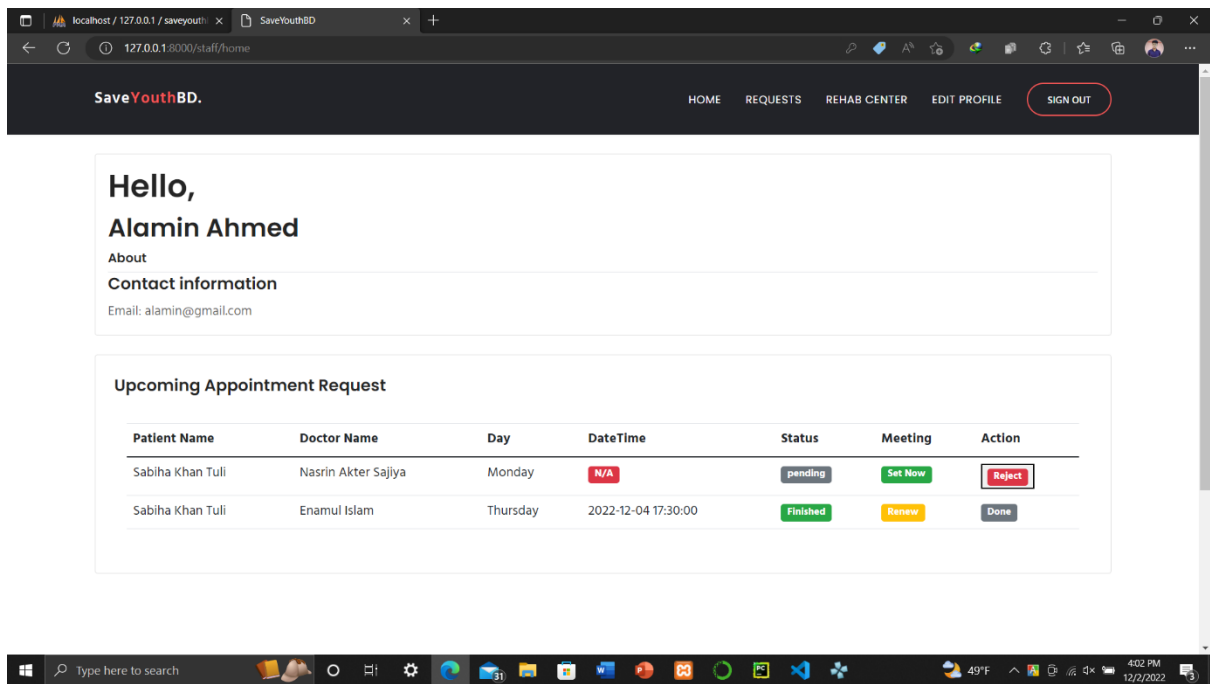 localhost / 127.0.0.1 / saveyouth
SaveYouthBD
127.0.0.1:8000/staff/home
SaveYouthBD.
HOME REQUESTS REHAB CENTER EDIT PROFILE SIGN OUT
Hello,
Alamin Ahmed
About
Contact information
Email: alamin@gmail.com
Upcoming Appointment Request
Patient Name Doctor Name Day DateTime Status Meeting Action
Sabiha Khan Tuli Nasrin Akter Sajiya Monday N/A pending Set Now Reject
Sabiha Khan Tuli Enamul Islam Thursday 2022-12-04 17:30:00 Finished Renew Done
Type here to search
31
49°F
4:02 PM
12/2/2022
3